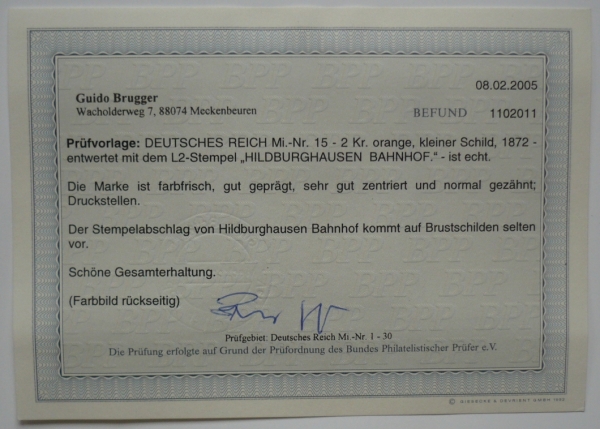 08.02.2005
Guido Brugger
Wacholderweg 7, 88074 Meckenbeuren
BEFUND 1102011
Prüfvorlage: DEUTSCHES REICH Mi.-Nr. 15 - 2 Kr. orange, kleiner Schild, 1872 -
entwertet mit dem L2-Stempel „HILDBURGHAUSEN BAHNHOF.“ - ist echt.
Die Marke ist farbfrisch, gut geprägt, sehr gut zentriert und normal gezähnt;
Druckstellen.
Der Stempelabschlag von Hildburghausen Bahnhof kommt auf Brustschilden selten
vor.
Schöne Gesamterhaltung.
(Farbbild rückseitig)
Prüfgebiet: Deutsches Reich Mi.-Nr. 1 - 30
Die Prüfung erfolgte auf Grund der Prüfordnung des Bundes Philatelistischer Prüfer e.V.